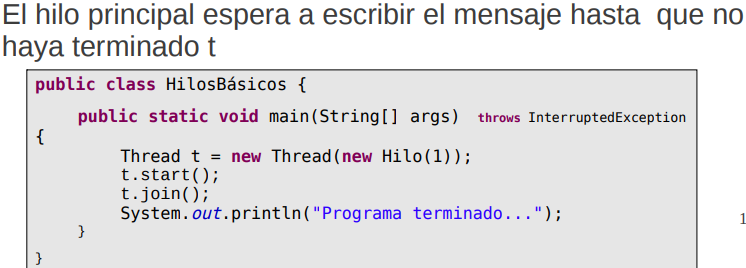 El hilo principal espera a escribir el mensaje hasta que no
haya terminado t
public class HilosBásicos {
public static void main(String[] args) throws InterruptedException
{
Thread t = new Thread(new Hilo(1));
t.start();
t.join();
System.out.println("Programa terminado...");
}
}
1